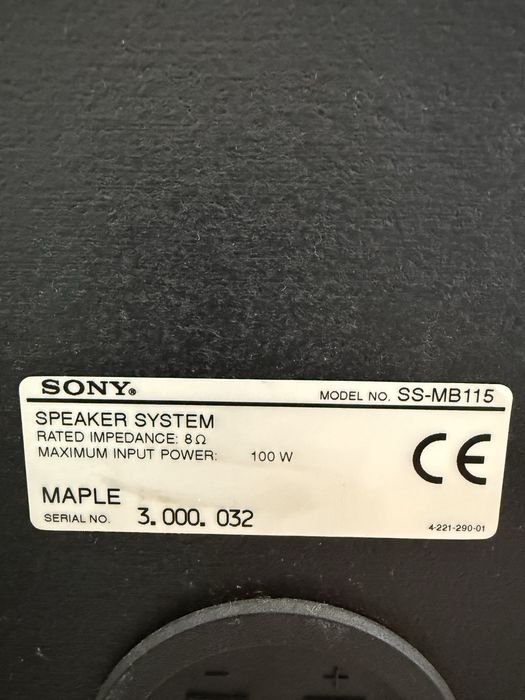 SONY®
MODEL NO. SS-MB115
SPEAKER SYSTEM
RATED IMPEDANCE: 8Ω
MAXIMUM INPUT POWER: 100 W
CE
MAPLE
SERIAL NO. 3.000.032
4-221-290-01
− +